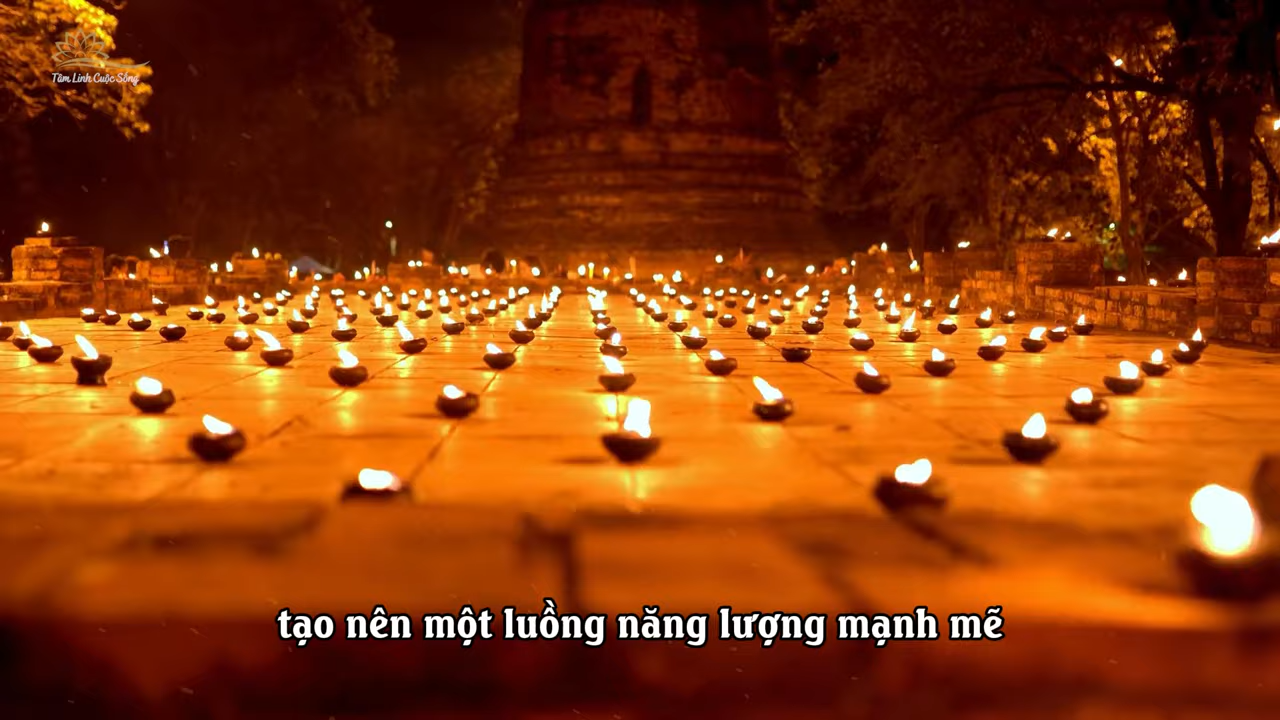 Tâm Linh Cuộc Sống
tạo nên một luồng năng lượng mạnh mẽ